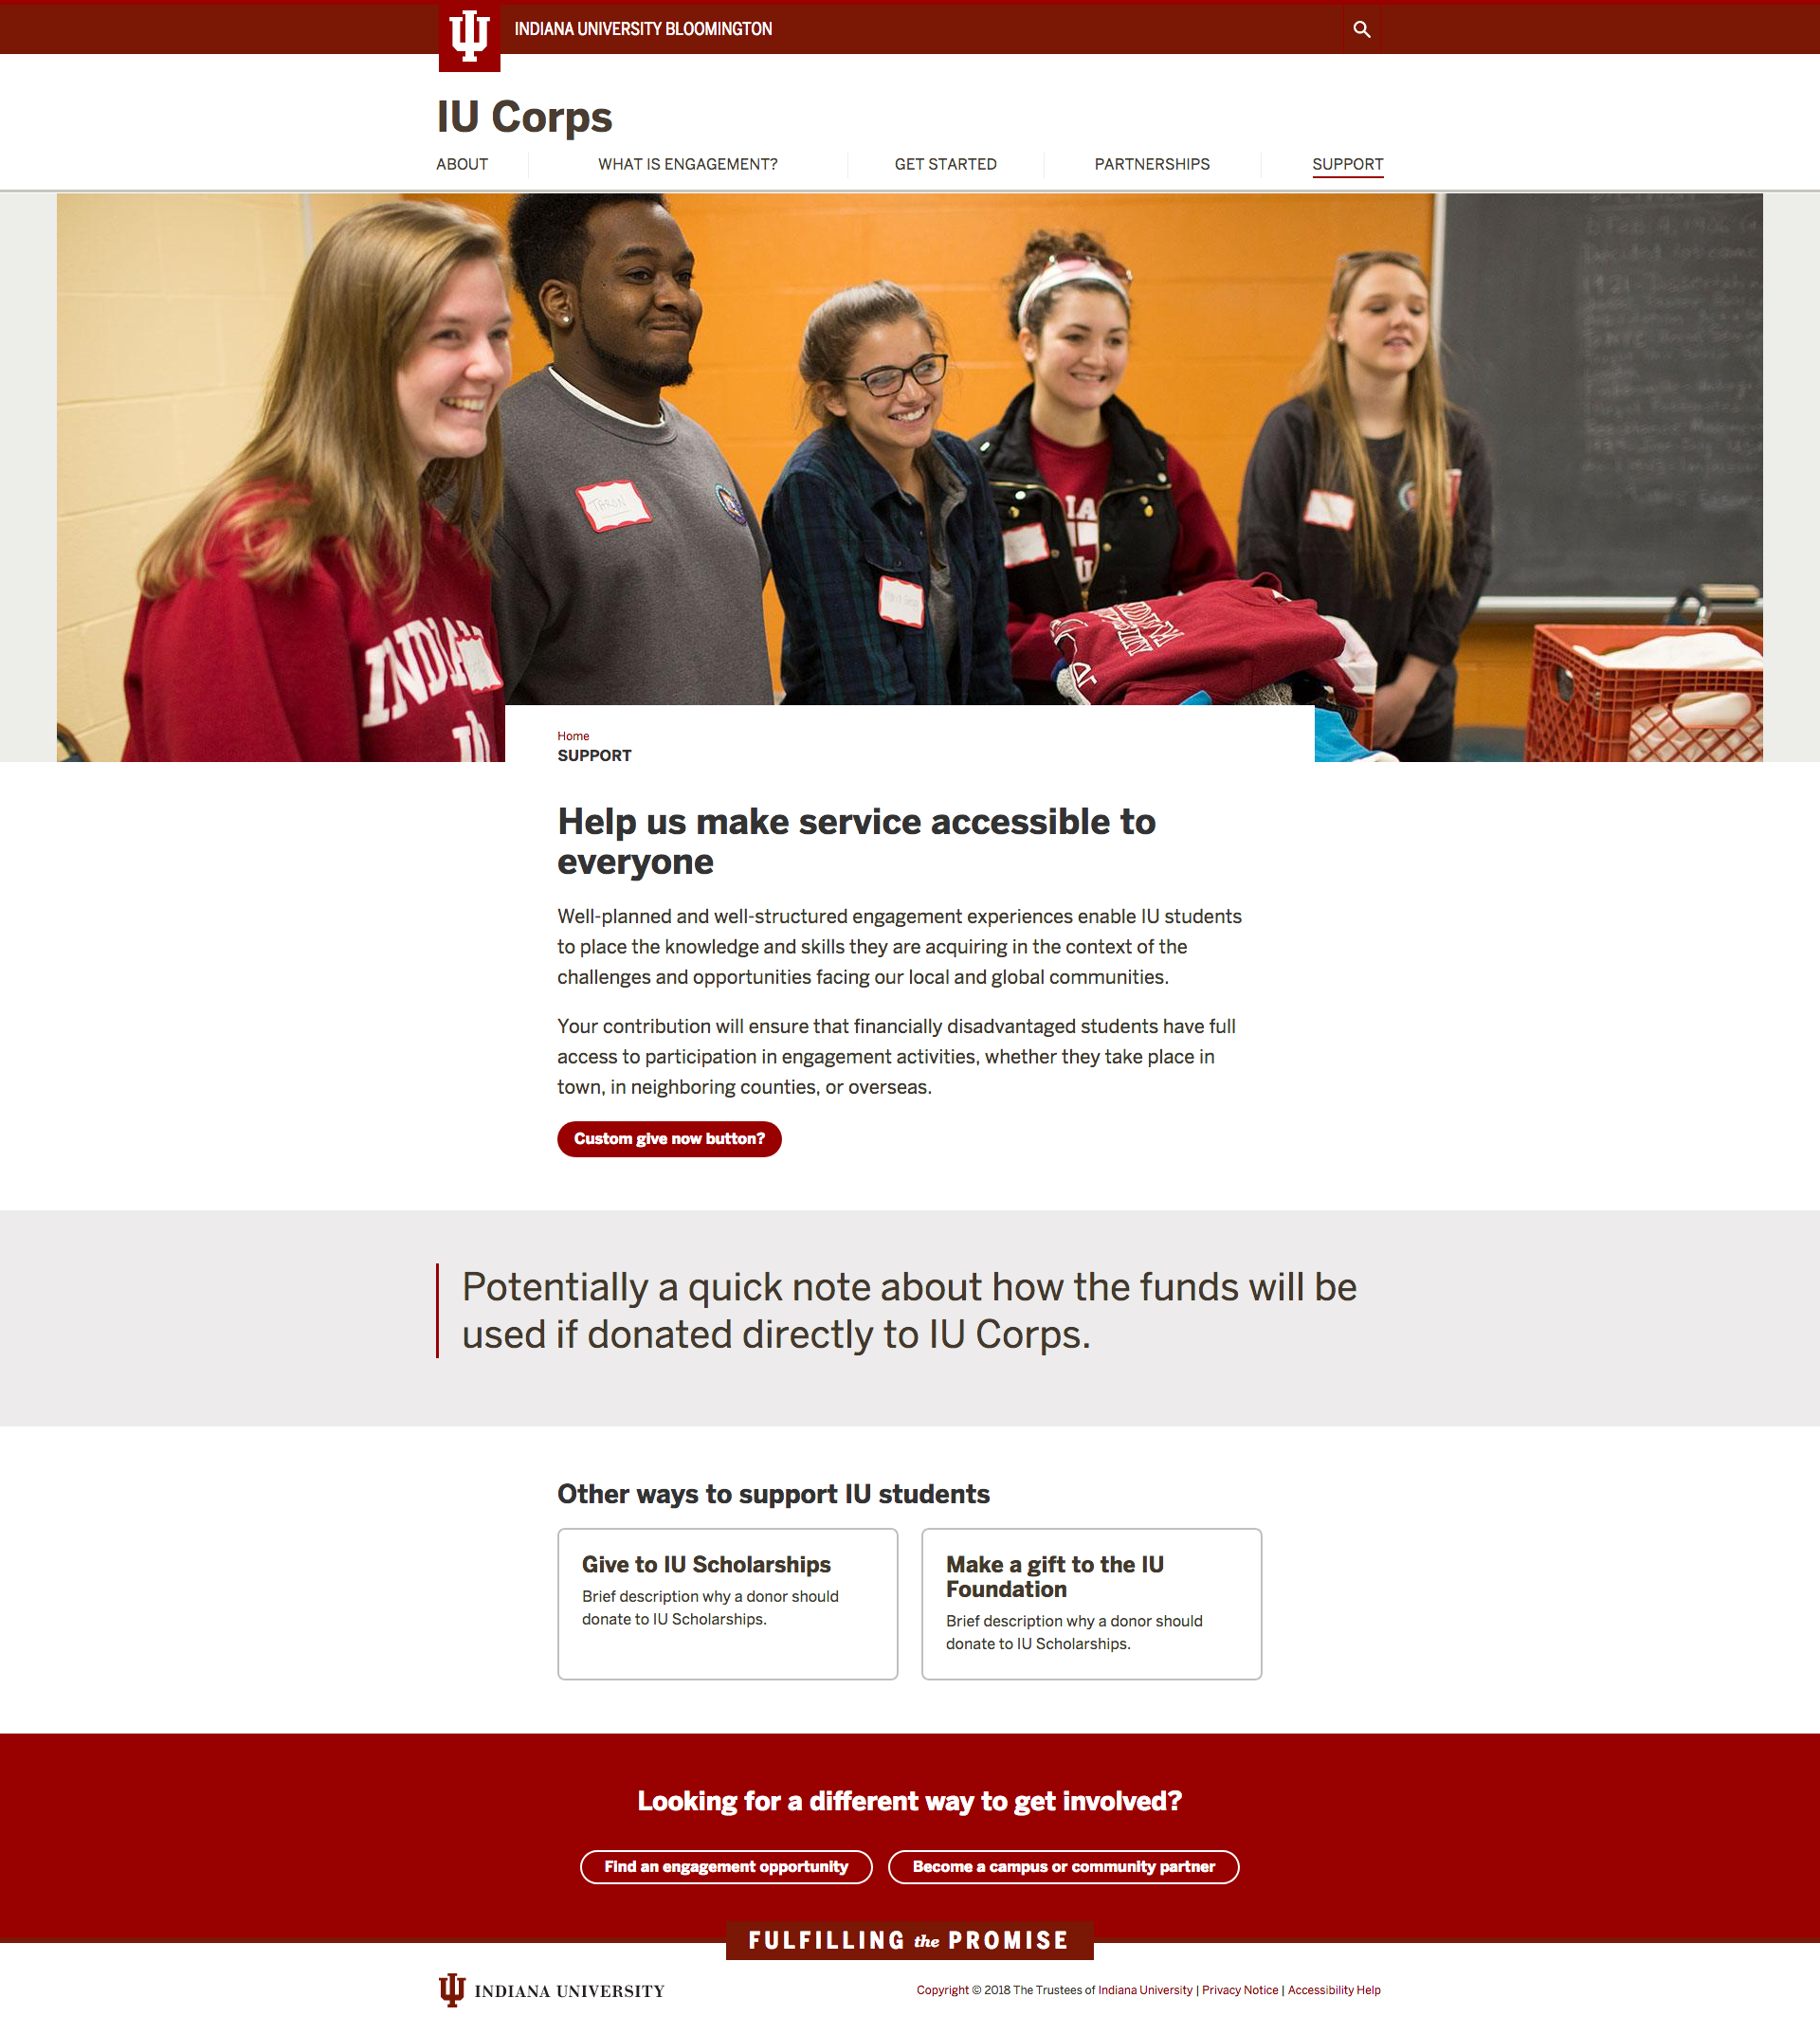 INDIANA UNIVERSITY BLOOMINGTON
IU Corps
ABOUT
WHAT IS ENGAGEMENT?
GET STARTED
PARTNERSHIPS
SUPPORT
INDIANA
Home
SUPPORT
Help us make service accessible to
everyone
Well-planned and well-structured engagement experiences enable IU students
to place the knowledge and skills they are acquiring in the context of the
challenges and opportunities facing our local and global communities.
Your contribution will ensure that financially disadvantaged students have full
access to participation in engagement activities, whether they take place in
town, in neighboring counties, or overseas.
Custom give now button?
Potentially a quick note about how the funds will be
used if donated directly to IU Corps.
Other ways to support IU students
Give to IU Scholarships
Brief description why a donor should
donate to IU Scholarships.
Make a gift to the IU
Foundation
Brief description why a donor should
donate to IU Scholarships.
Looking for a different way to get involved?
Find an engagement opportunity
Become a campus or community partner
FULFILLING the PROMISE
INDIANA UNIVERSITY
Copyright © 2018 The Trustees of Indiana University | Privacy Notice | Accessibility Help